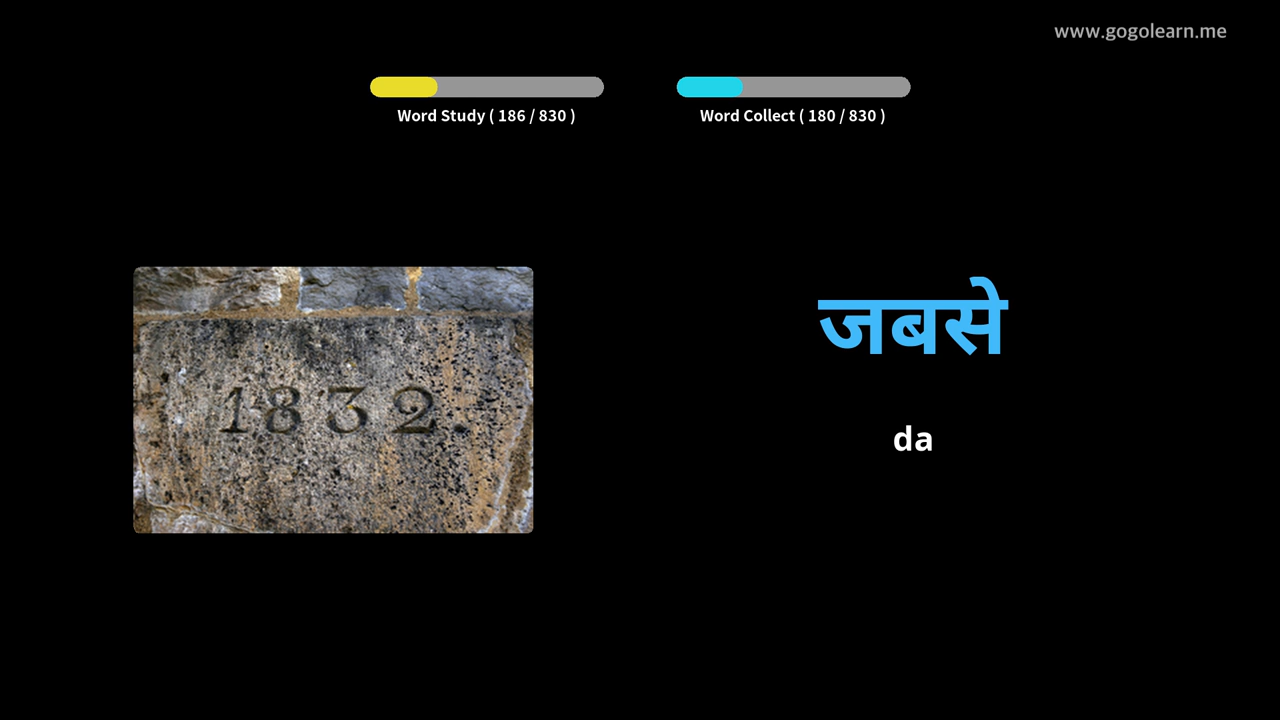 www.gogolearn.me
Word Study ( 186 / 830 )
Word Collect ( 180 / 830 )
1832.
जबसे
da